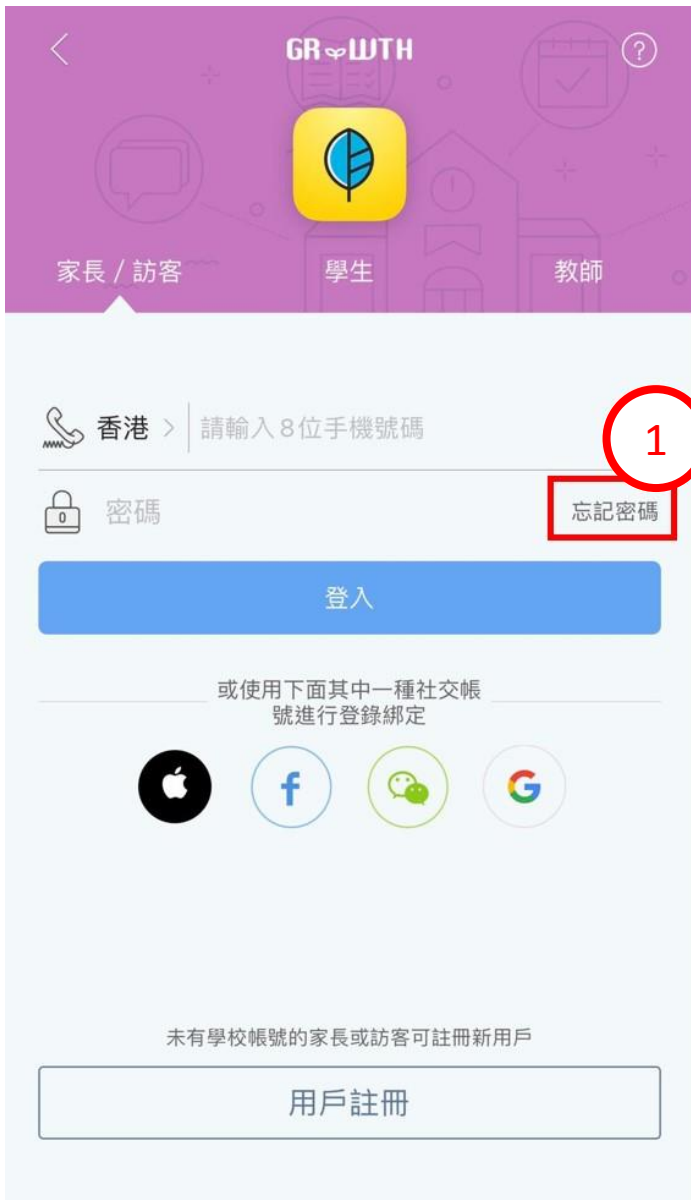 GROWTH
?
家長 / 訪客 學生 教師
香港 > 請輸入8位手機號碼
1
0 密碼 忘記密碼
登入
或使用下面其中一種社交帳
號進行登錄綁定
f G
未有學校帳號的家長或訪客可註冊新用戶
用戶註冊